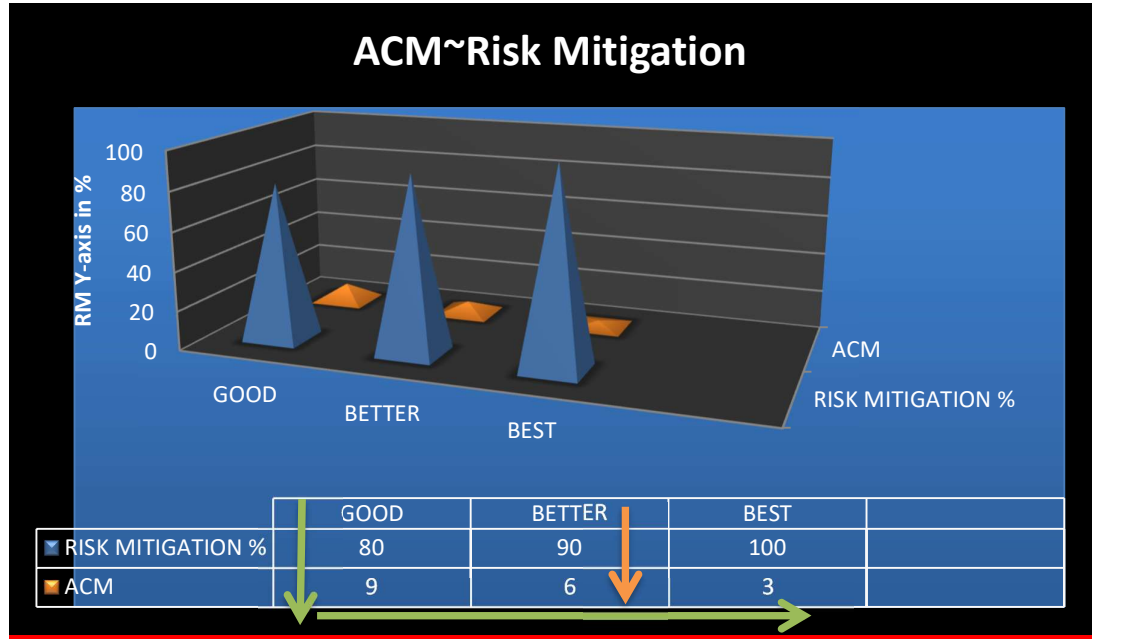 ACM~Risk Mitigation
RM Y-axis in %
100
80
60
40
20
0
GOOD
BETTER
BEST
ACM
RISK MITIGATION %
GOOD BETTER BEST
RISK MITIGATION % 80 90 100
ACM 9 6 3